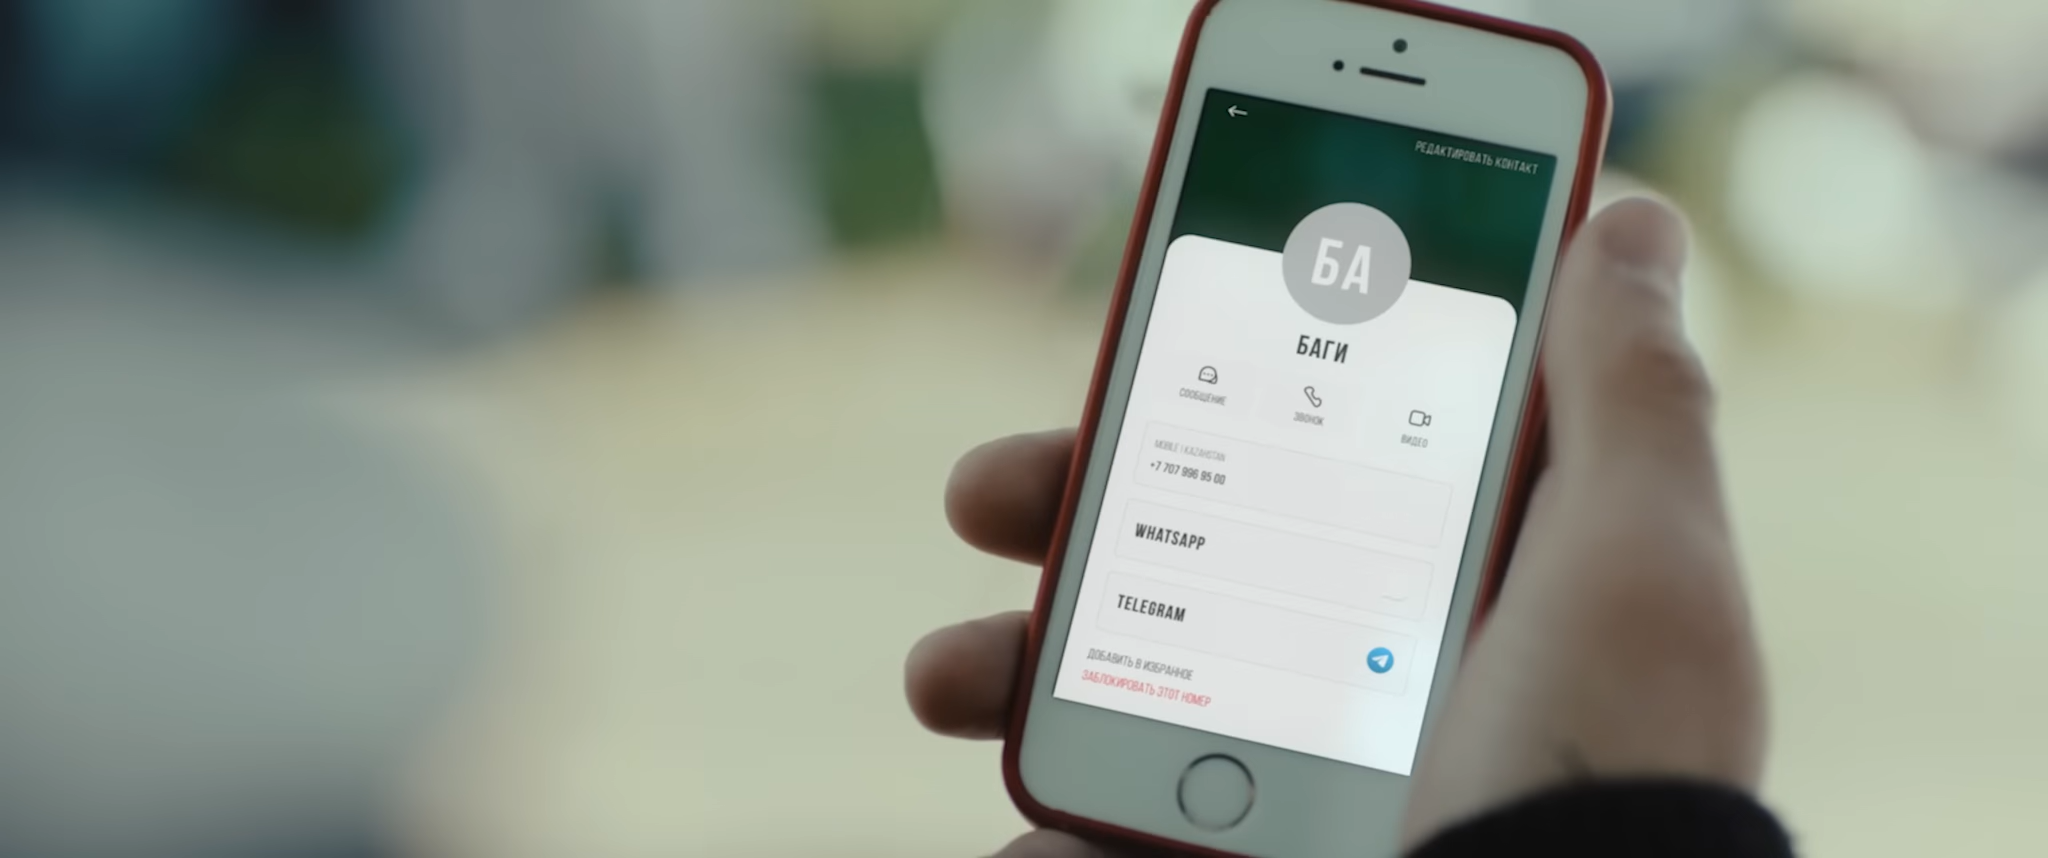 РЕДАКТИРОВАТЬ КОНТАКТ
БА
БАГИ
СООБЩЕНИЕ
ЗВОНОК
ВИДЕО
MOBILE | KAZAHSTAN
+7 707 996 95 00
WHATSAPP
TELEGRAM
ДОБАВИТЬ В ИЗБРАННОЕ
ЗАБЛОКИРОВАТЬ ЭТОТ НОМЕР